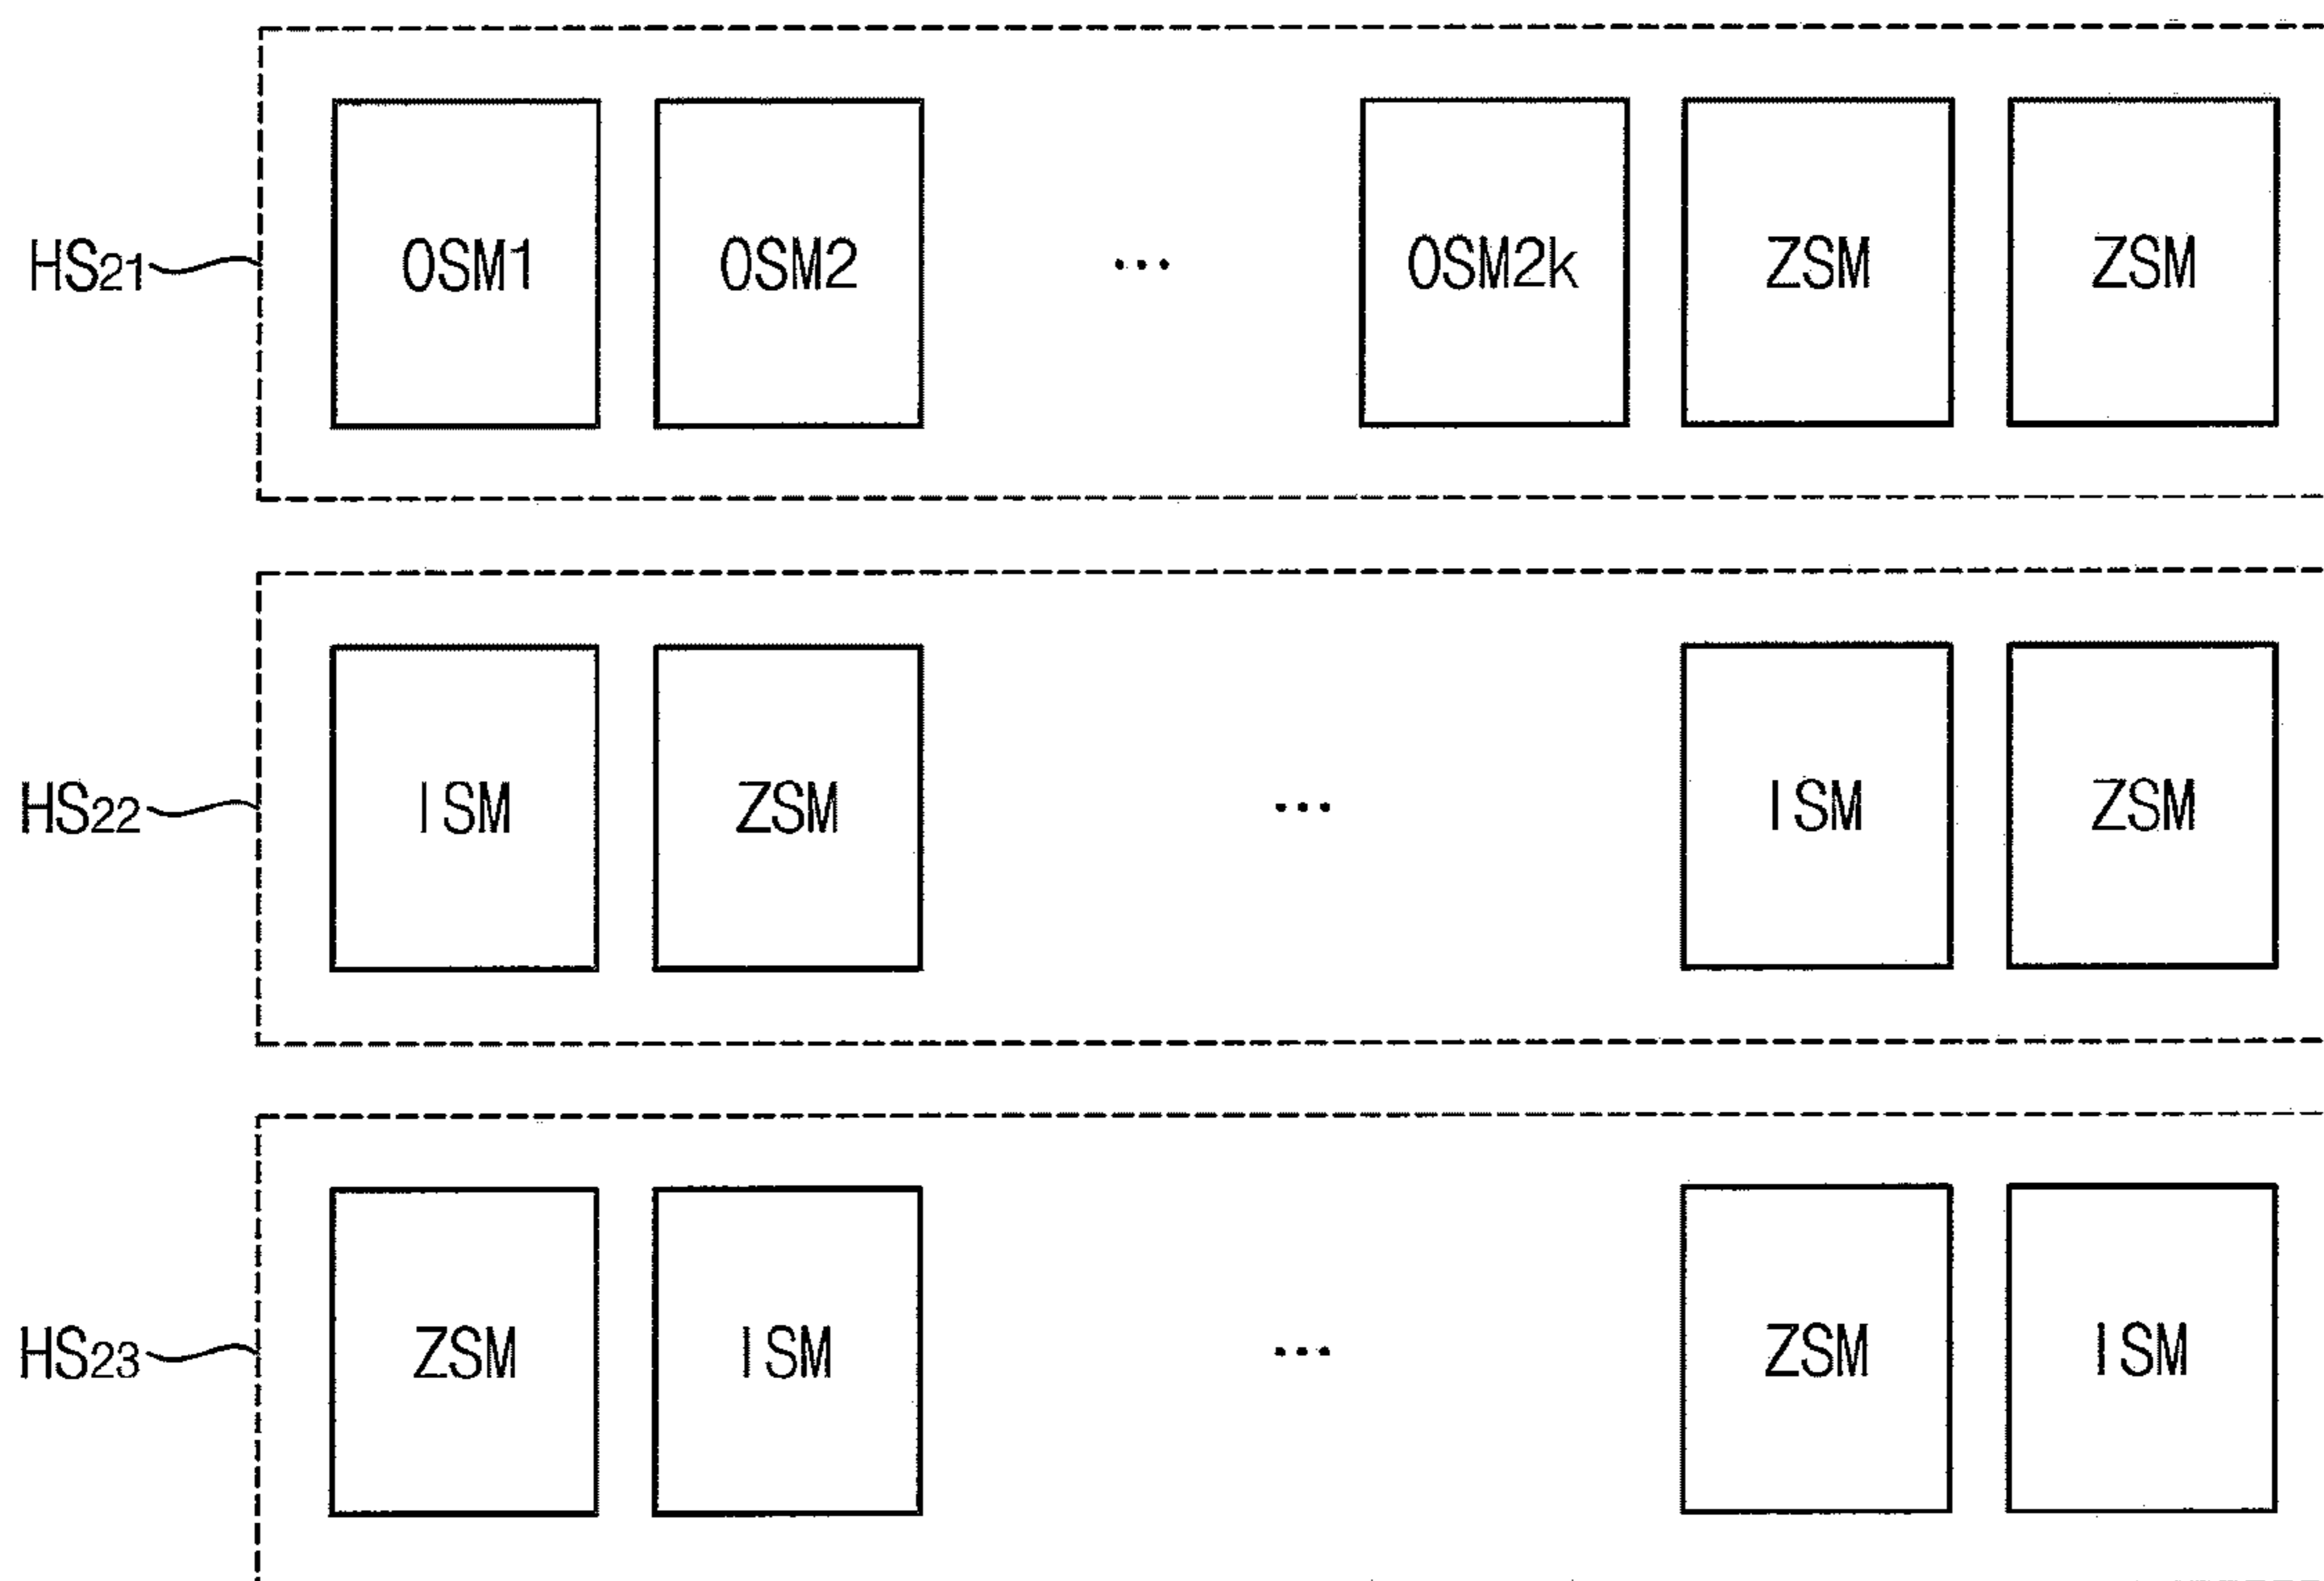 HS21 OSM1 OSM2 ... OSM2k ZSM ZSM
HS22 ISM ZSM ... ISM ZSM
HS23 ZSM ISM ... ZSM ISM